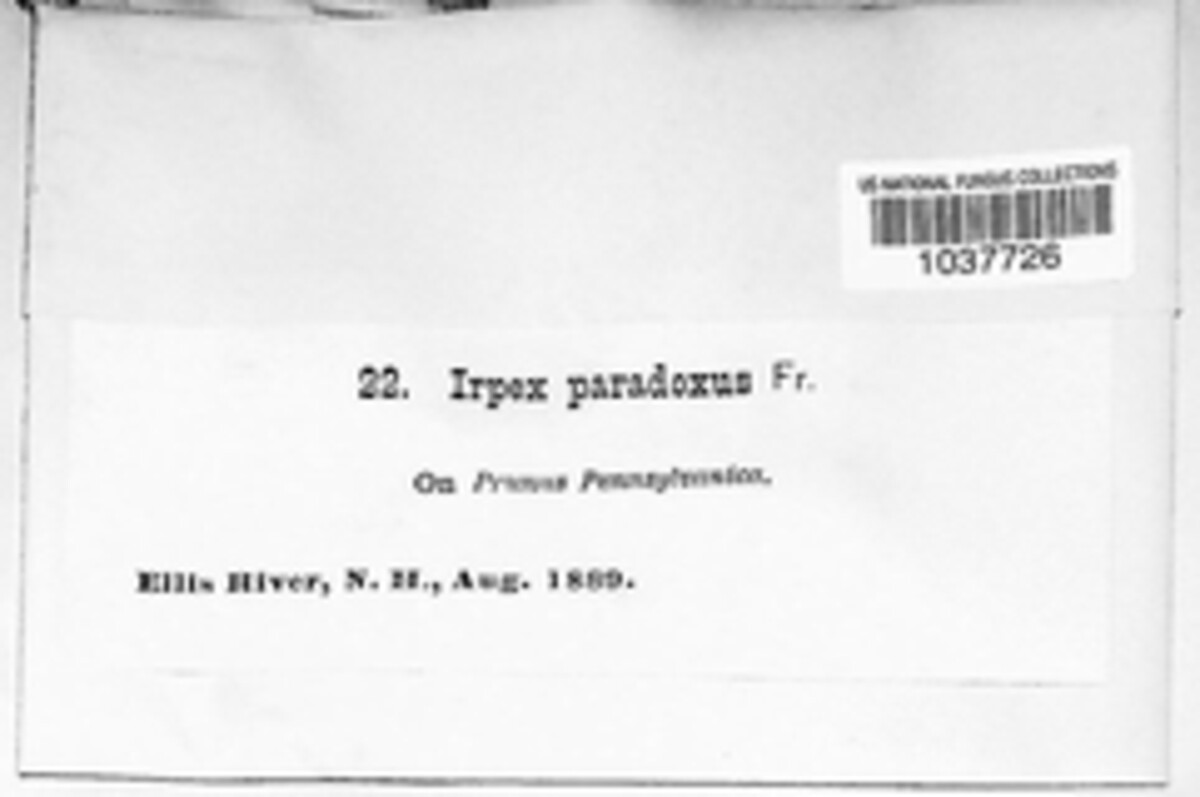 US NATIONAL FUNGUS COLLECTIONS
1037726
22. Irpex paradoxus Fr.
On Prunus Pennsylvanica.
Ellis River, N. H., Aug. 1889.